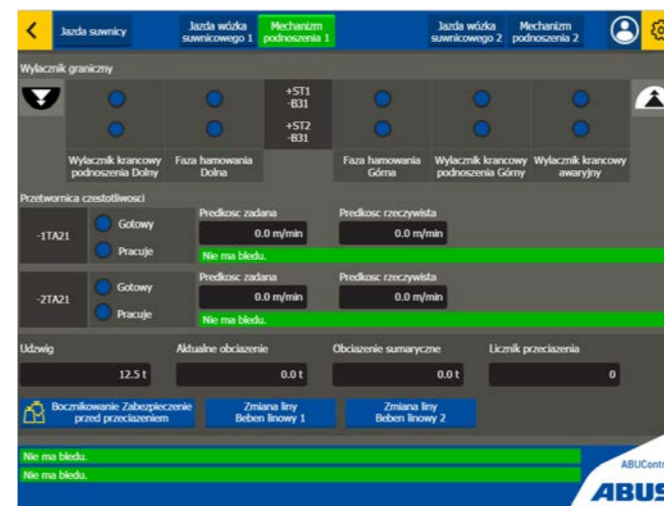 Jazda suwnicy
Jazda wózka
suwnicowego 1
Mechanizm
podnoszenia 1
Jazda wózka
suwnicowego 2
Mechanizm
podnoszenia 2
Wyłacznik graniczny
+ST1
-B31
+ST2
-B31
Wyłacznik krancowy
podnoszenia Dolny
Faza hamowania
Dolna
Faza hamowania
Górna
Wyłacznik krancowy
podnoszenia Górny
Wyłacznik krancowy
awaryjny
Przetwornica czestotliwosci
-1TA21
Gotowy
Pracuje
Predkosc zadana
0.0 m/min
Predkosc rzeczywista
0.0 m/min
Nie ma bledu.
-2TA21
Gotowy
Pracuje
Predkosc zadana
0.0 m/min
Predkosc rzeczywista
0.0 m/min
Nie ma bledu.
Udzwig
12.5 t
Aktualne obciazenie
0.0 t
Obciazenie sumaryczne
0.0 t
Licznik przeciazenia
0
Bocznikowanie Zabezpieczenie
przed przeciazeniem
Zmiana liny
Beben linowy 1
Zmiana liny
Beben linowy 2
Nie ma bledu.
Nie ma bledu.
ABUContr
ABUS